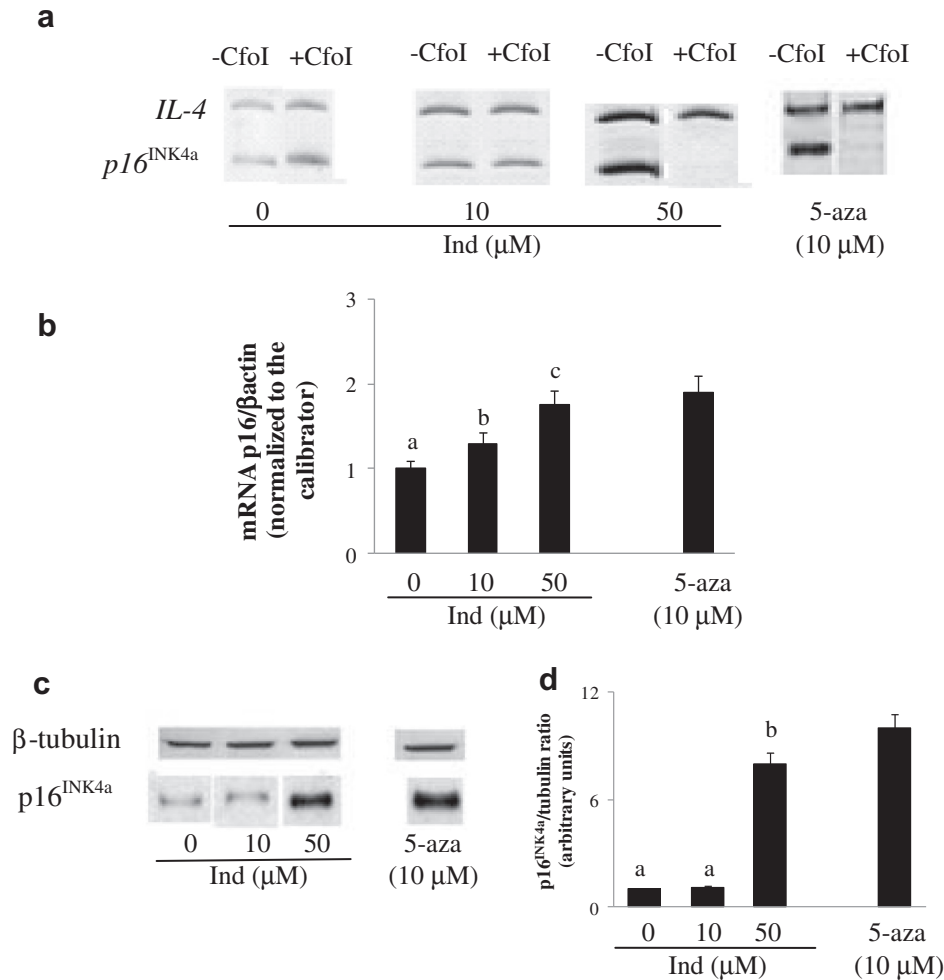 a
-CfoI +CfoI -CfoI +CfoI -CfoI +CfoI -CfoI +CfoI
IL-4
p16INK4a
0 10 50 5-aza
Ind (μM) (10 μM)
b
mRNA p16/βactin
(normalized to the
calibrator)
3
2
1
0
a
b
c
0 10 50 5-aza
Ind (μM) (10 μM)
c
β-tubulin
p16INK4a
0 10 50 5-aza
Ind (μM) (10 μM)
d
p16INK4a/tubulin ratio
(arbitrary units)
12
6
0
a
a
b
0 10 50 5-aza
Ind (μM) (10 μM)